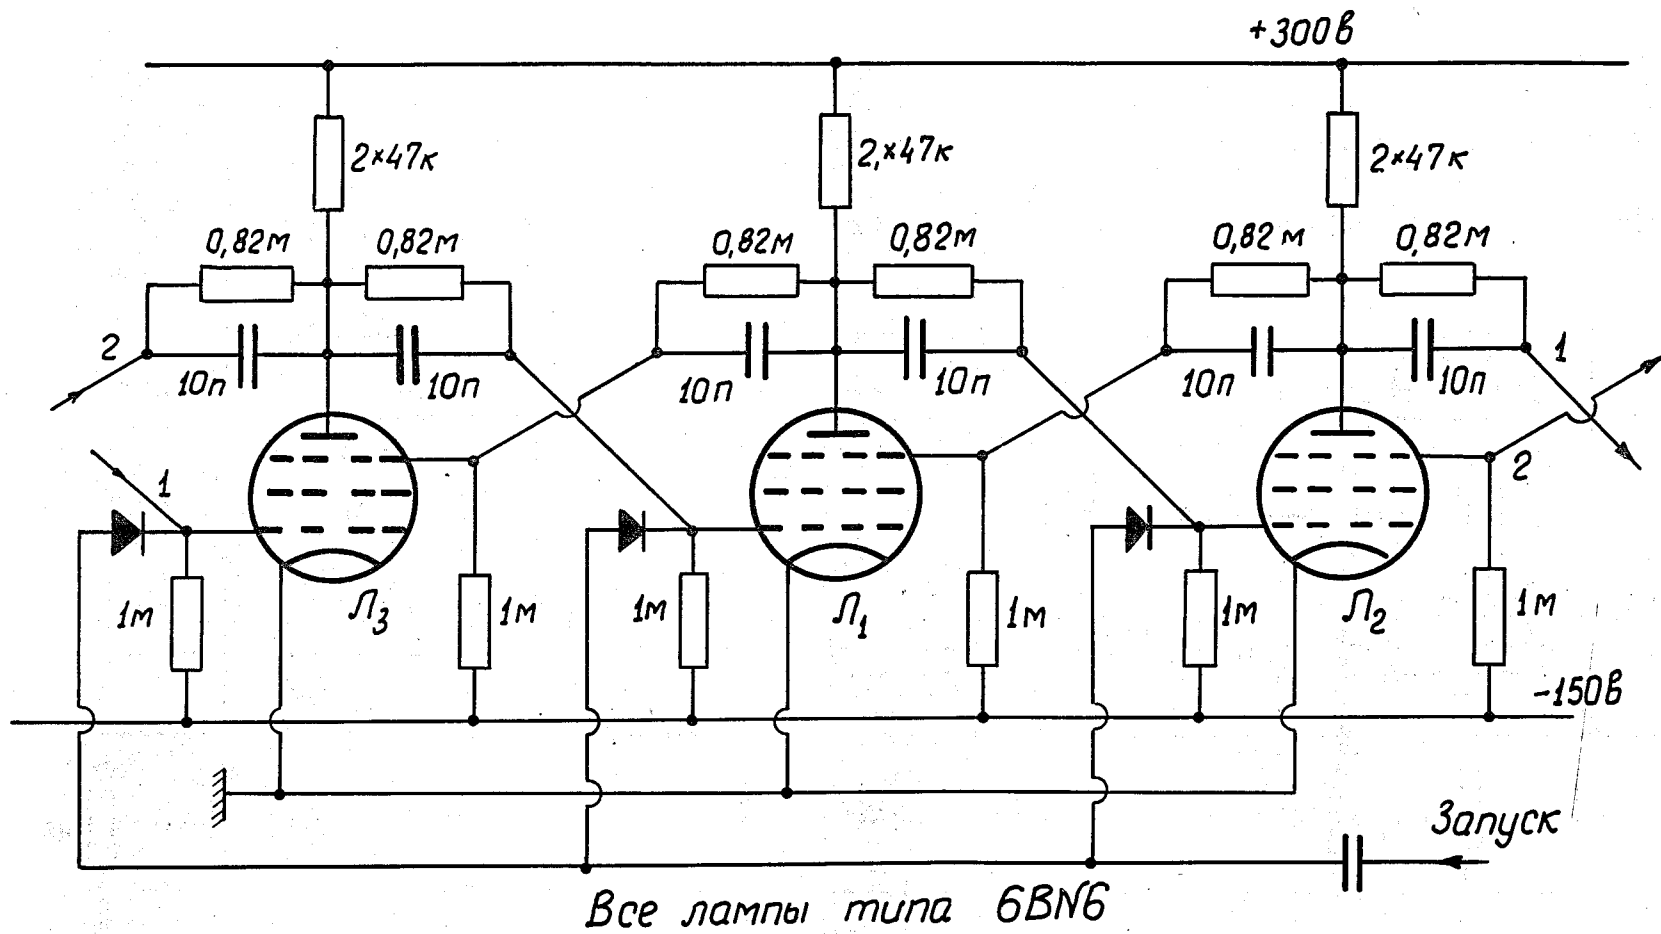 +300в
2×47к
2,×47к
2×47к
0,82м
0,82м
0,82м
0,82м
0,82м
0,82м
2
10п
10п
10п
10п
10п
10п
1
1
2
1м
Л3
1м
1м
Л1
1м
1м
Л2
1м
-150в
Запуск
Все лампы типа 6BN6